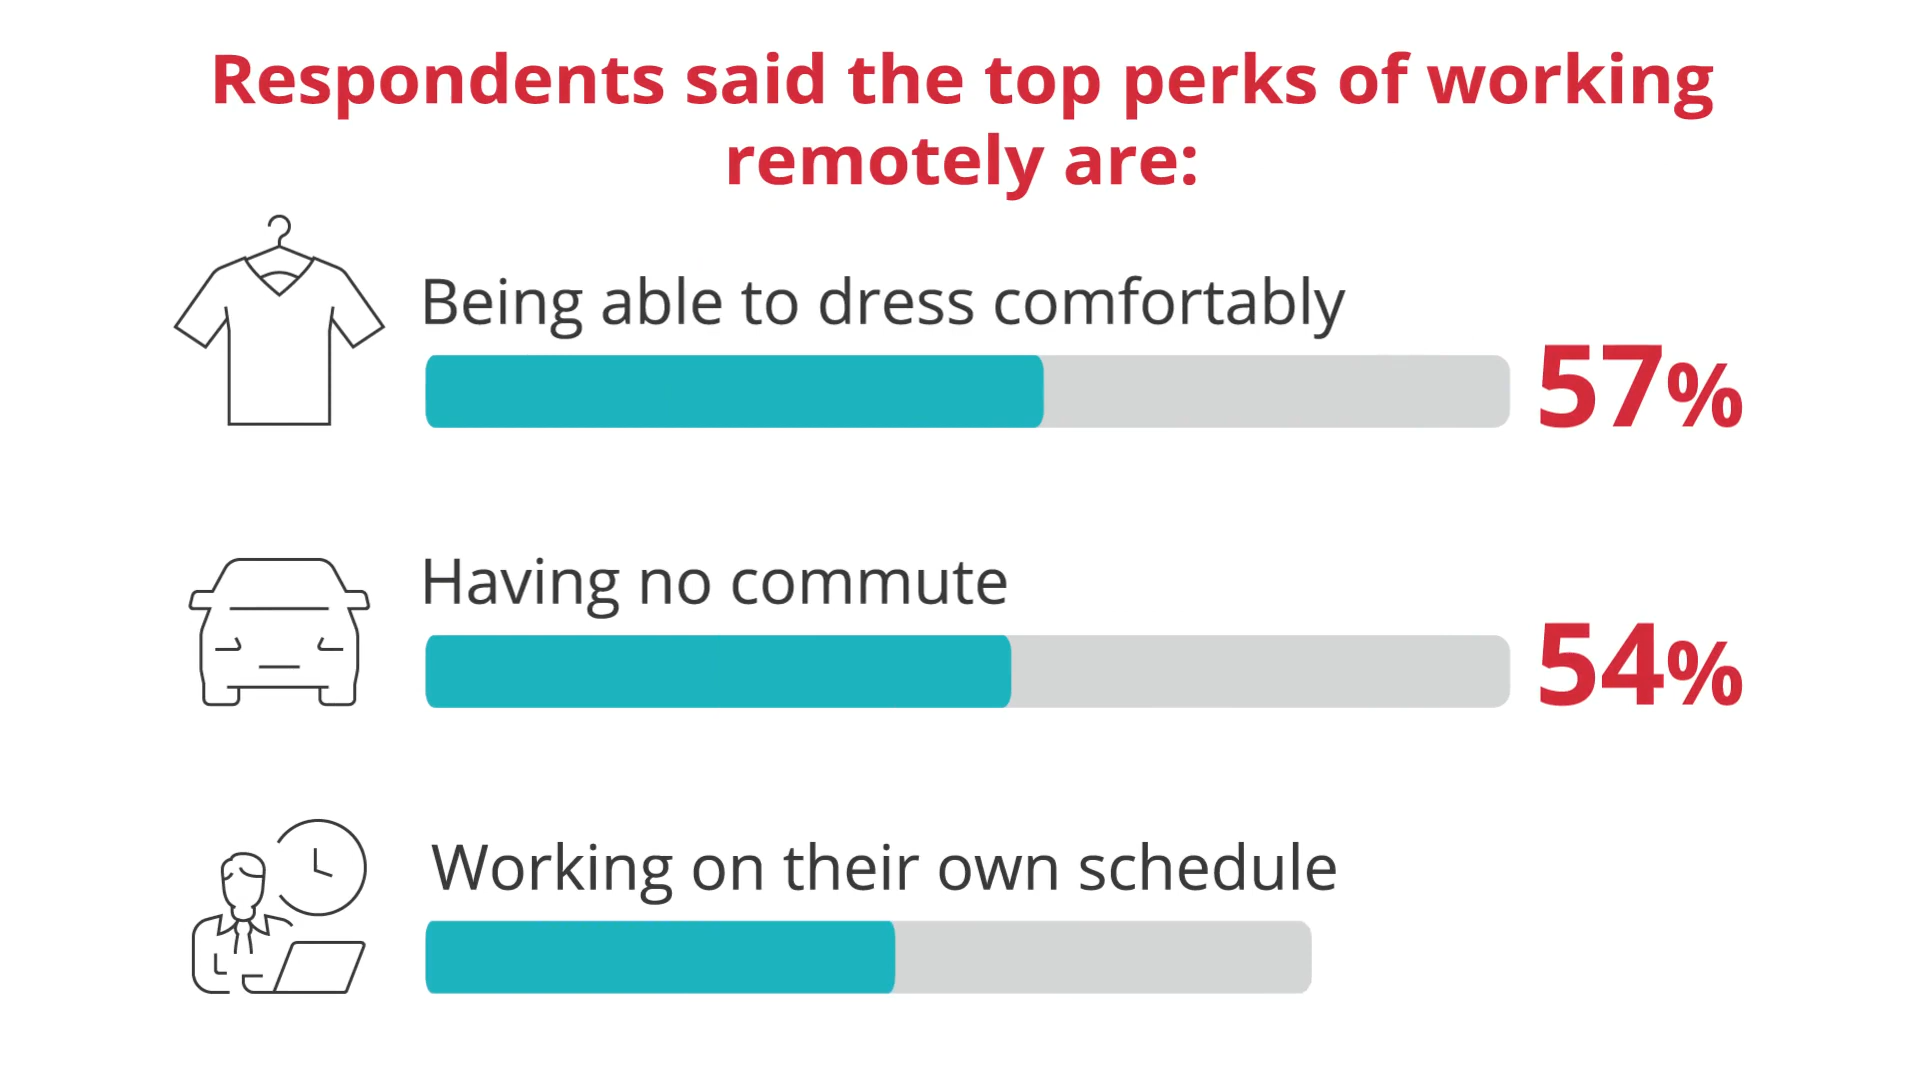 Respondents said the top perks of working
remotely are:
Being able to dress comfortably
57%
Having no commute
54%
Working on their own schedule